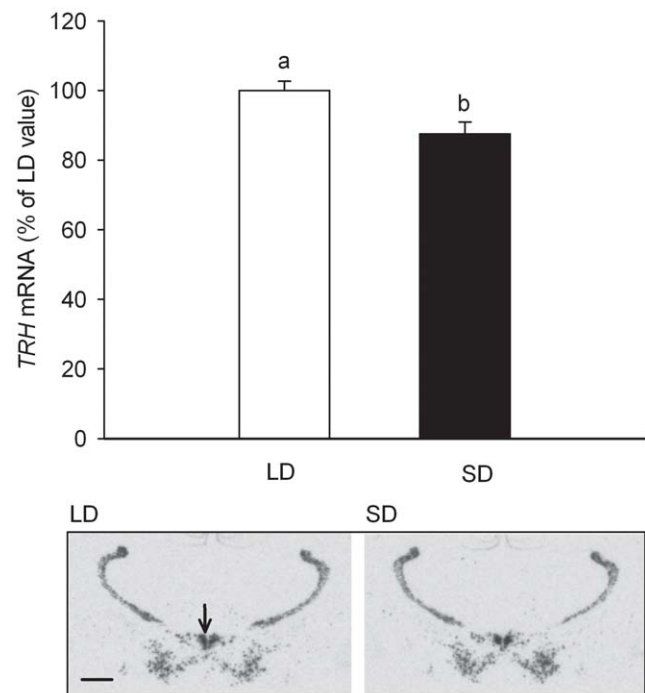 120
100
80
60
40
20
0
TRH mRNA (% of LD value)
a
b
LD
SD
LD
SD